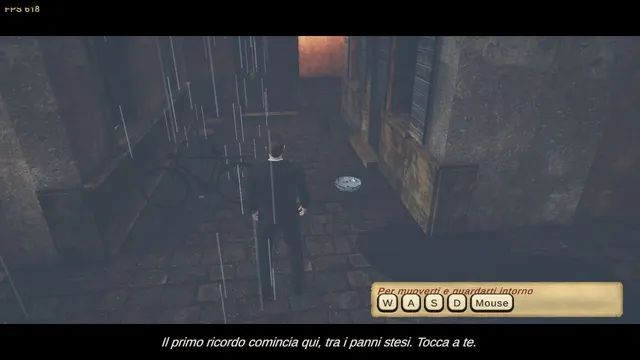 FPS 618
Per muoverti e guardarti intorno
W A S D Mouse
Il primo ricordo comincia qui, tra i panni stesi. Tocca a te.